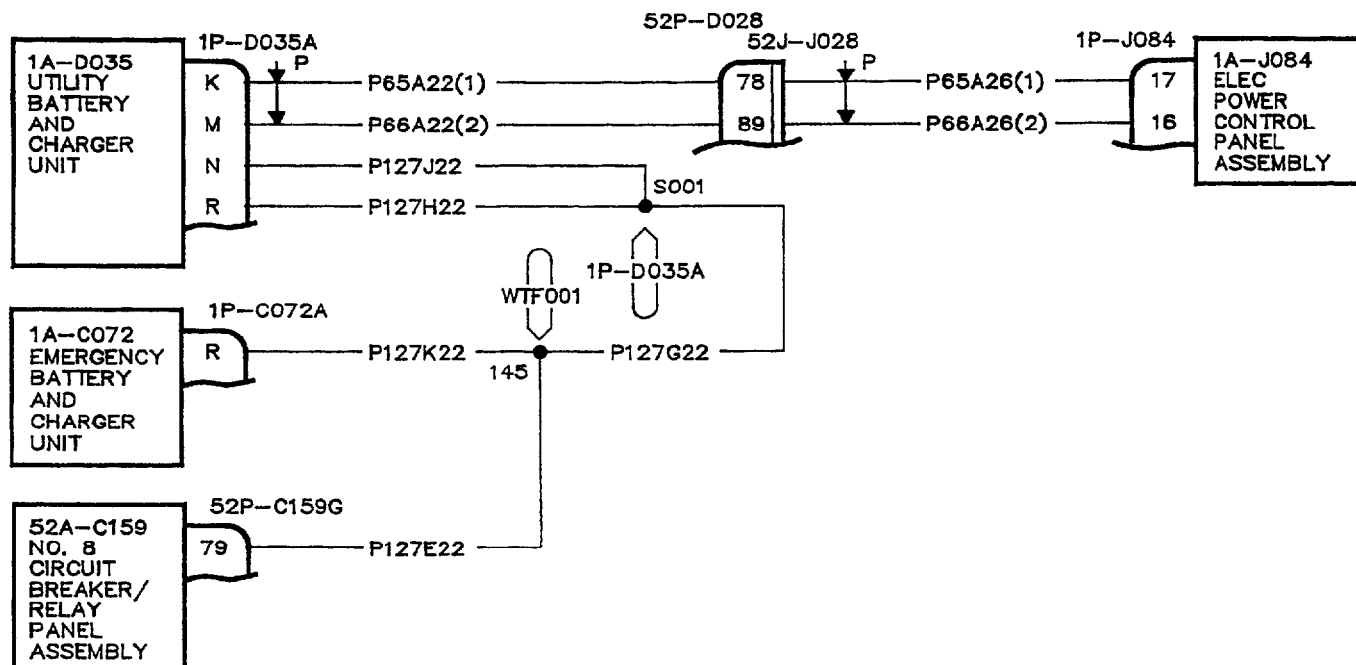 52P-D028
1P-D035A
52J-J028
1P-J084
1A-D035
UTILITY
BATTERY
AND
CHARGER
UNIT
K
P
P65A22(1)
78
P
P65A26(1)
17
M
P66A22(2)
89
P66A26(2)
16
1A-J084
ELEC
POWER
CONTROL
PANEL
ASSEMBLY
N
P127J22
S001
R
P127H22
1P-D035A
WTF001
1P-C072A
1A-C072
EMERGENCY
BATTERY
AND
CHARGER
UNIT
R
P127K22
P127G22
145
52P-C159G
52A-C159
NO. 8
CIRCUIT
BREAKER/
RELAY
PANEL
ASSEMBLY
79
P127E22